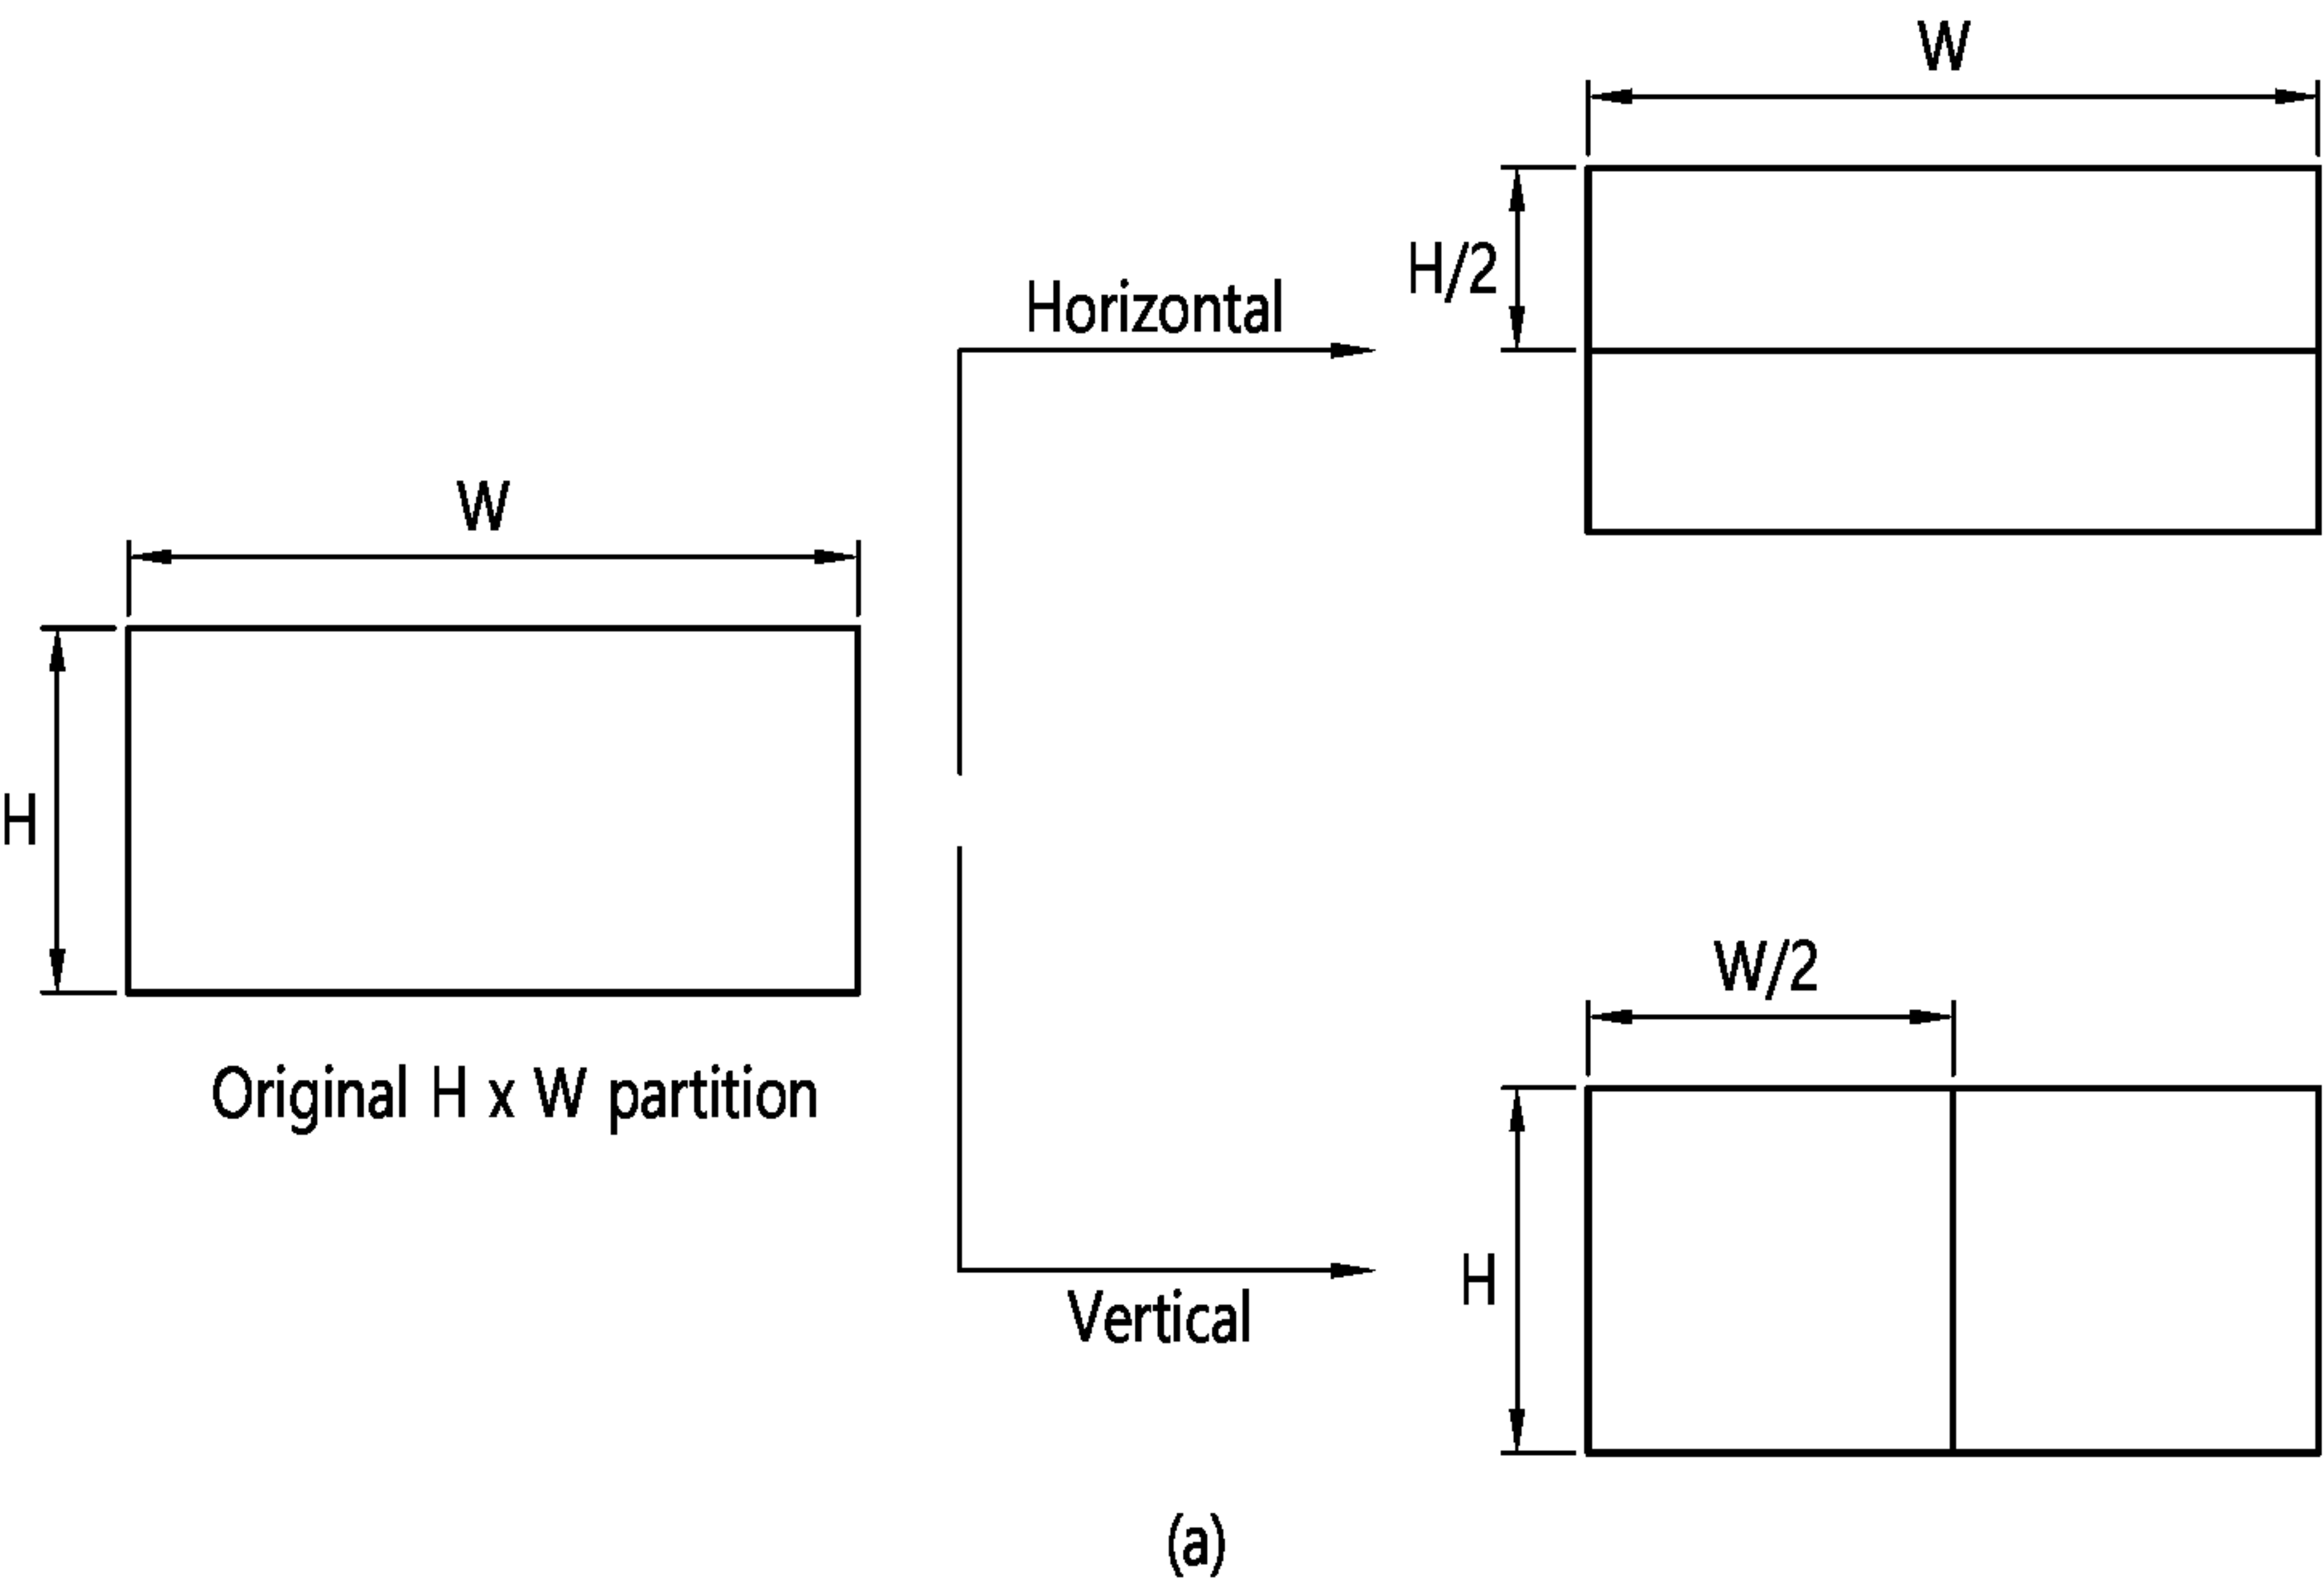 W
H/2
Horizontal
W
H
Original H x W partition
W/2
H
Vertical
(a)